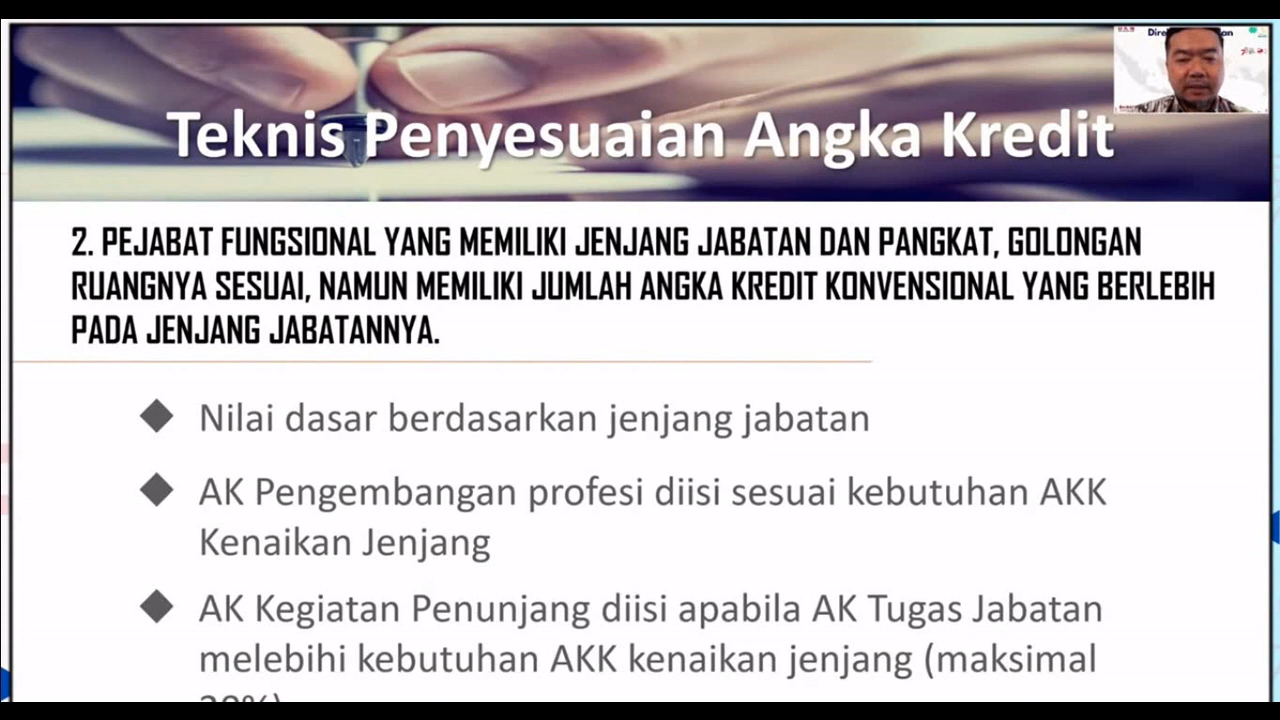 Teknis Penyesuaian Angka Kredit
2. PEJABAT FUNGSIONAL YANG MEMILIKI JENJANG JABATAN DAN PANGKAT, GOLONGAN
RUANGNYA SESUAI, NAMUN MEMILIKI JUMLAH ANGKA KREDIT KONVENSIONAL YANG BERLEBIH
PADA JENJANG JABATANNYA.
Nilai dasar berdasarkan jenjang jabatan
AK Pengembangan profesi diisi sesuai kebutuhan AKK
Kenaikan Jenjang
AK Kegiatan Penunjang diisi apabila AK Tugas Jabatan
melebihi kebutuhan AKK kenaikan jenjang (maksimal